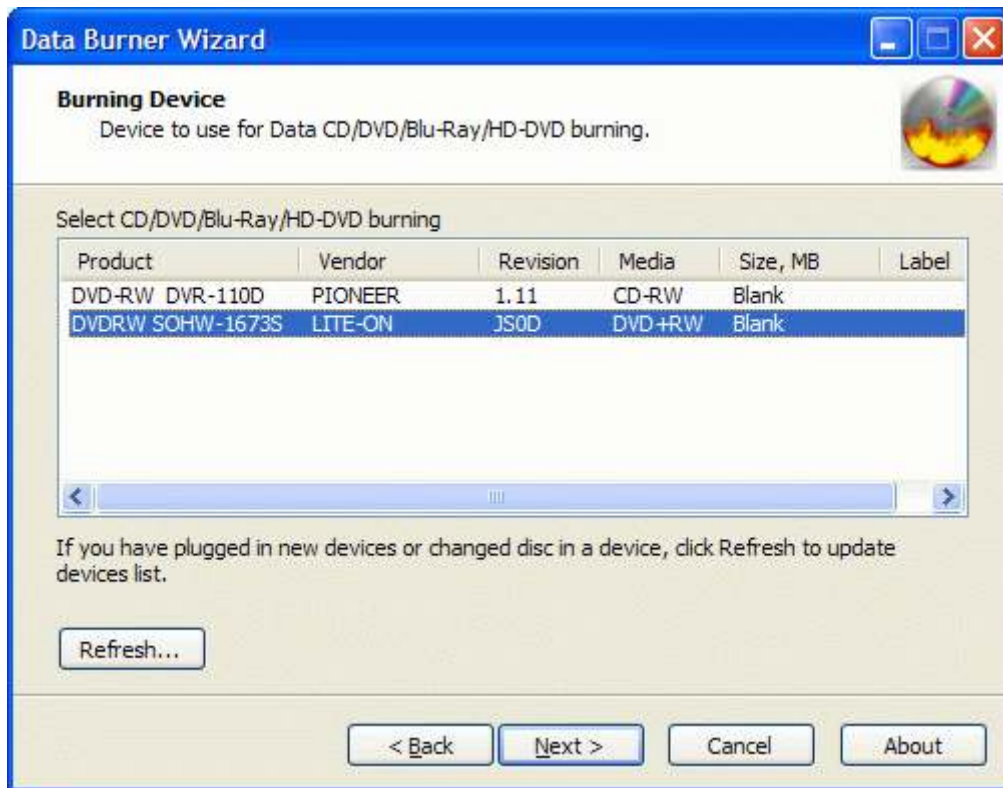 Data Burner Wizard
Burning Device
Device to use for Data CD/DVD/Blu-Ray/HD-DVD burning.
Select CD/DVD/Blu-Ray/HD-DVD burning
Product Vendor Revision Media Size, MB Label
DVD-RW DVR-110D PIONEER 1.11 CD-RW Blank
DVDRW SOHW-1673S LITE-ON JS0D DVD+RW Blank
If you have plugged in new devices or changed disc in a device, click Refresh to update
devices list.
Refresh...
< Back Next > Cancel About